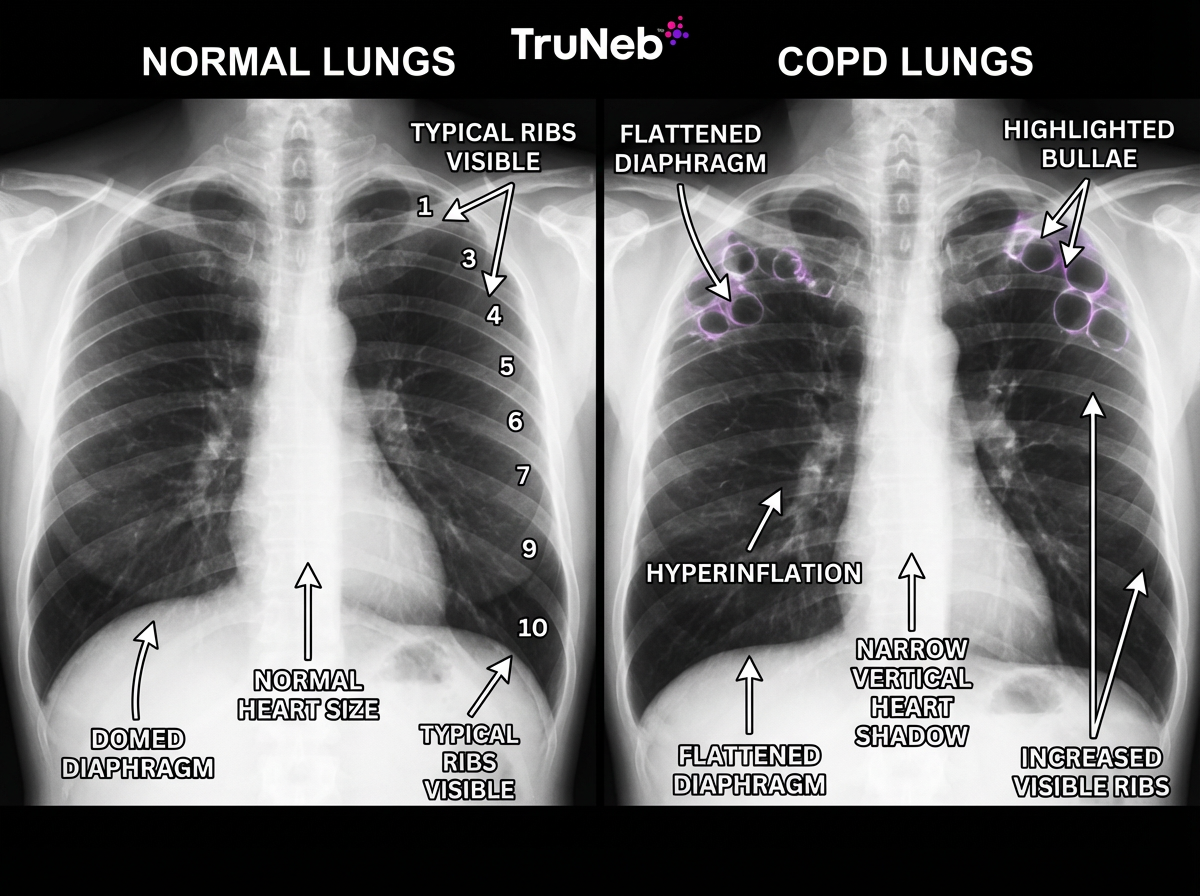 TruNeb™
NORMAL LUNGS
COPD LUNGS
TYPICAL RIBS
VISIBLE
1
3
4
5
6
7
9
10
NORMAL
HEART SIZE
DOMED
DIAPHRAGM
TYPICAL
RIBS
VISIBLE
FLATTENED
DIAPHRAGM
HIGHLIGHTED
BULLAE
HYPERINFLATION
NARROW
VERTICAL
HEART
SHADOW
FLATTENED
DIAPHRAGM
INCREASED
VISIBLE RIBS